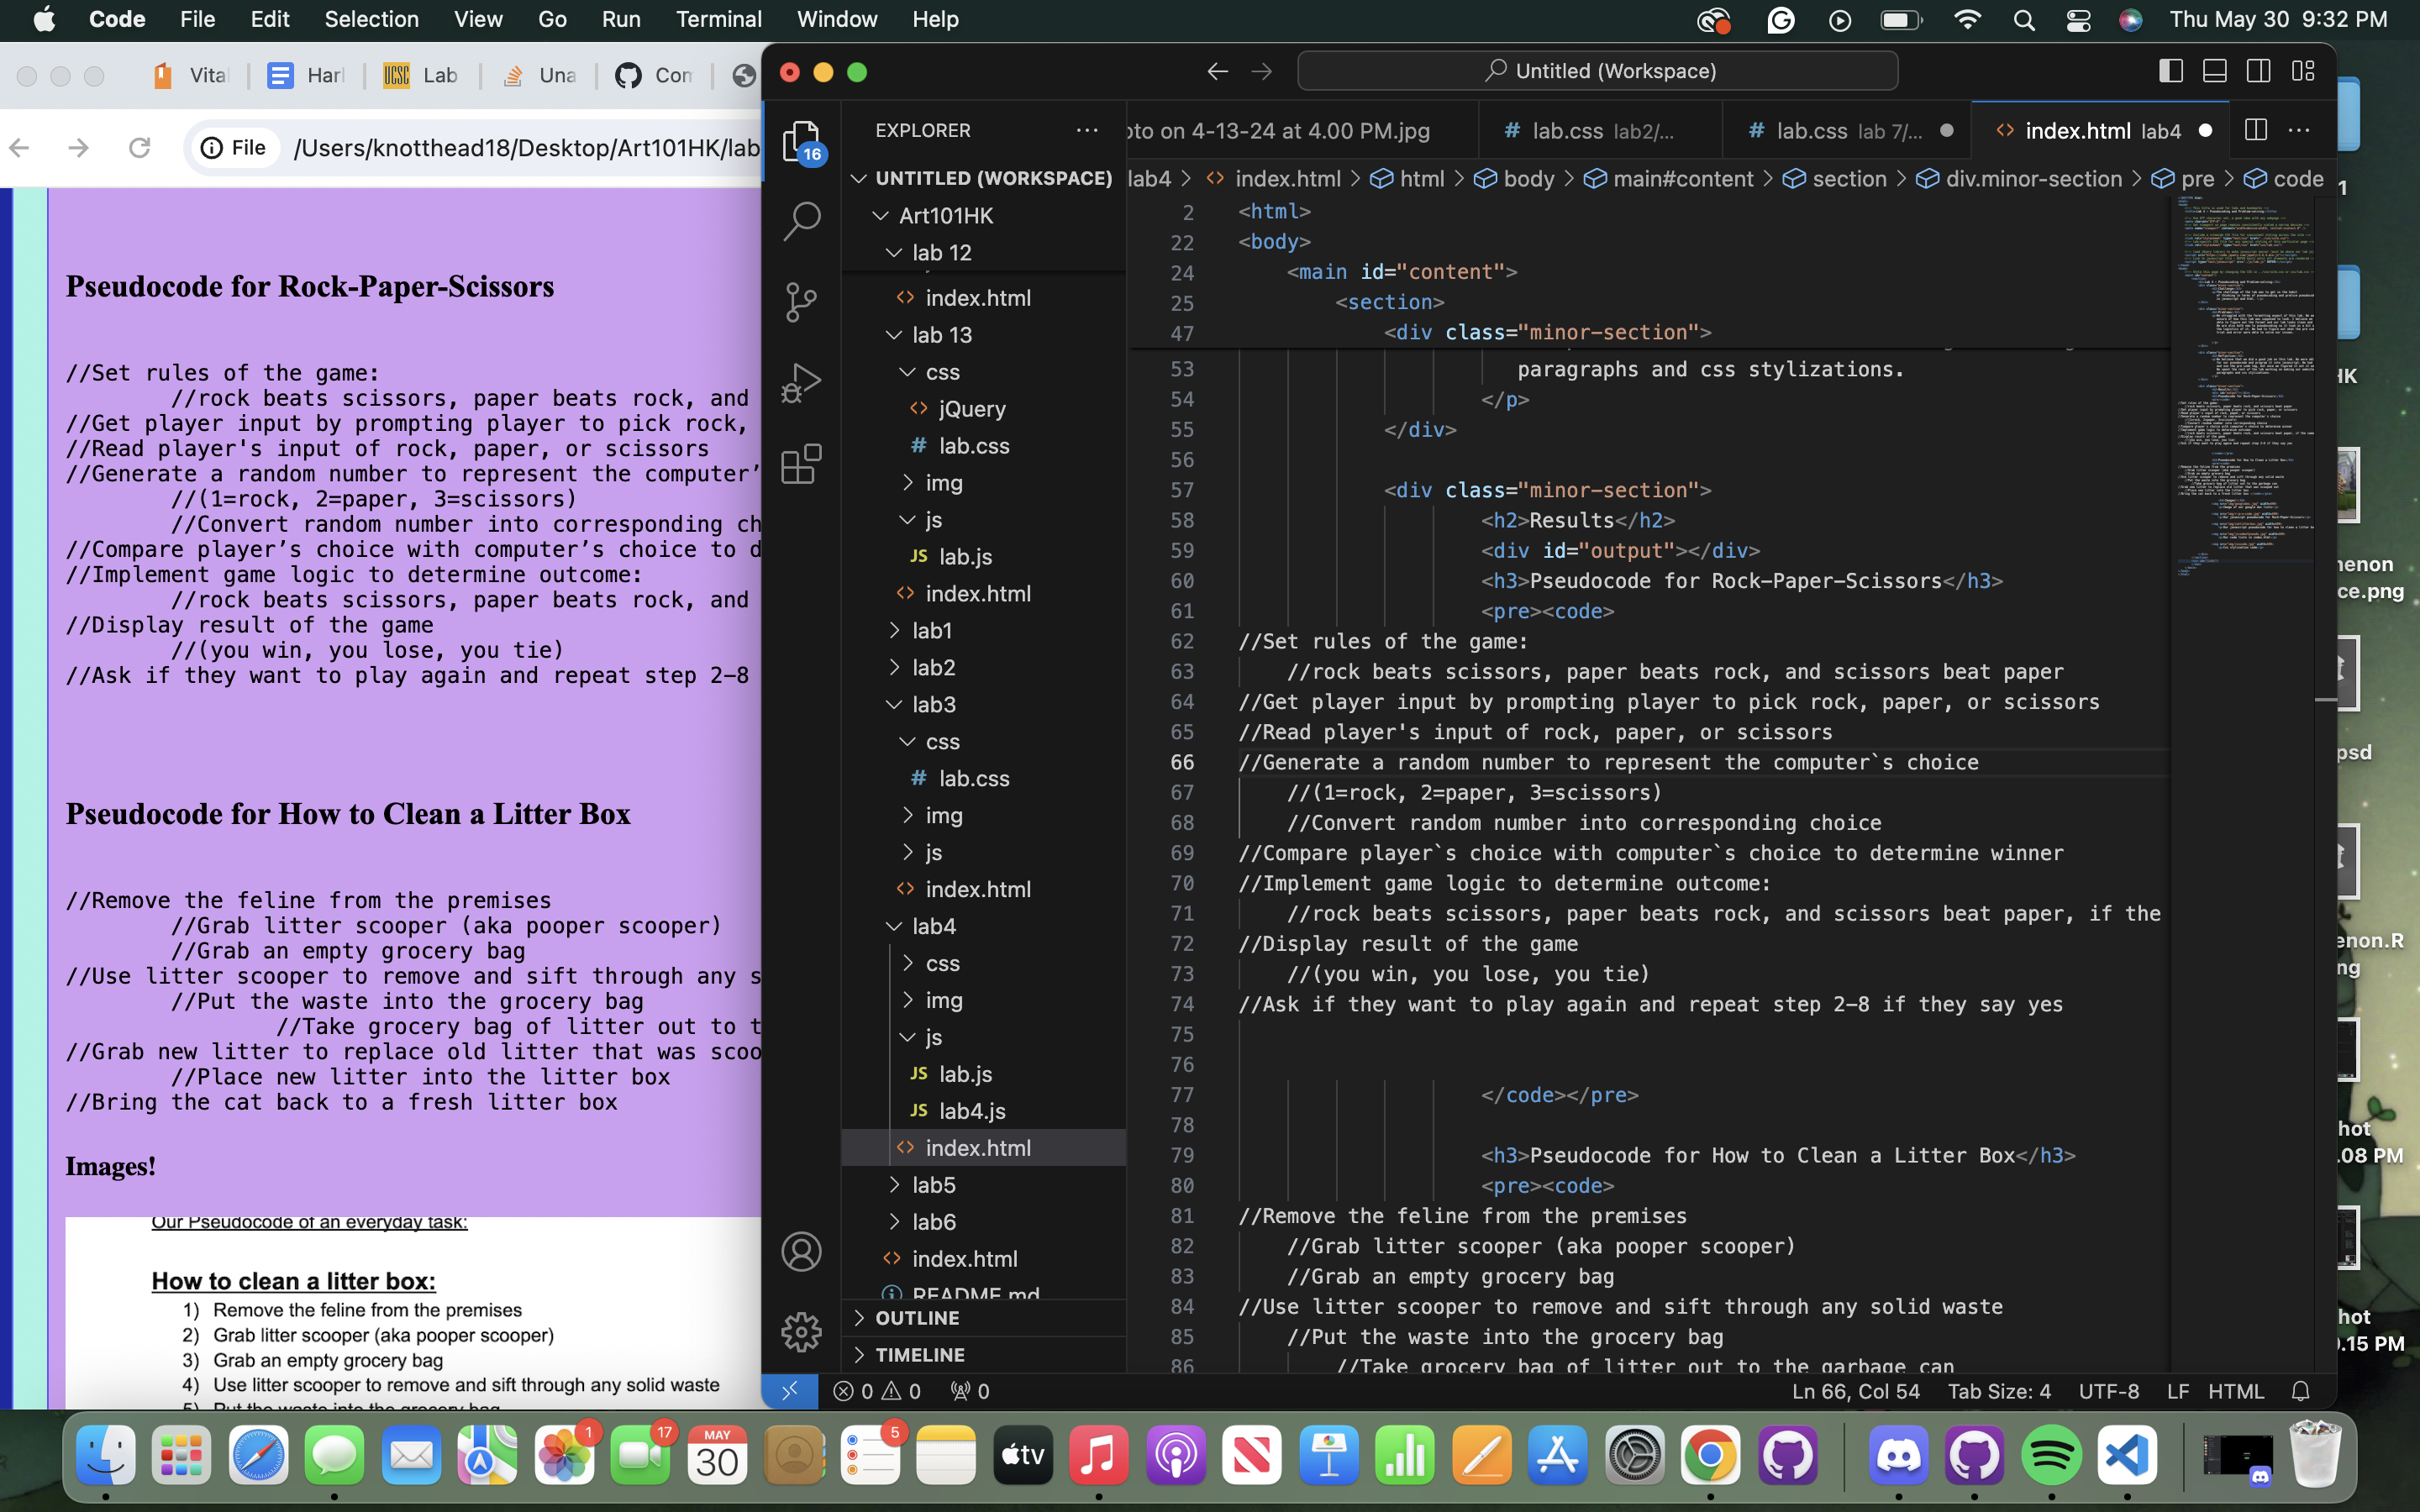 Code File Edit Selection View Go Run Terminal Window Help Thu May 30 9:32 PM
Vita Harl UCSC Lab Una Con
File /Users/knotthead18/Desktop/Art101HK/lab
Pseudocode for Rock-Paper-Scissors
//Set rules of the game:
//rock beats scissors, paper beats rock, and
//Get player input by prompting player to pick rock,
//Read player's input of rock, paper, or scissors
//Generate a random number to represent the computer’
//(1=rock, 2=paper, 3=scissors)
//Convert random number into corresponding ch
//Compare player’s choice with computer’s choice to d
//Implement game logic to determine outcome:
//rock beats scissors, paper beats rock, and
//Display result of the game
//(you win, you lose, you tie)
//Ask if they want to play again and repeat step 2-8
Pseudocode for How to Clean a Litter Box
//Remove the feline from the premises
//Grab litter scooper (aka pooper scooper)
//Grab an empty grocery bag
//Use litter scooper to remove and sift through any s
//Put the waste into the grocery bag
//Take grocery bag of litter out to t
//Grab new litter to replace old litter that was scoo
//Place new litter into the litter box
//Bring the cat back to a fresh litter box
Images!
Our Pseudocode of an everyday task:
How to clean a litter box:
1) Remove the feline from the premises
2) Grab litter scooper (aka pooper scooper)
3) Grab an empty grocery bag
4) Use litter scooper to remove and sift through any solid waste
5) Put the waste into the grocery bag
Untitled (Workspace)
16
EXPLORER
UNTITLED (WORKSPACE)
Art101HK
lab 12
index.html
lab 13
css
jQuery
# lab.css
img
js
JS lab.js
index.html
lab1
lab2
lab3
css
# lab.css
img
js
index.html
lab4
css
img
js
JS lab.js
JS lab4.js
index.html
lab5
lab6
index.html
README.md
OUTLINE
TIMELINE
oto on 4-13-24 at 4.00 PM.jpg # lab.css lab2/... # lab.css lab 7/... index.html lab4
lab4 > index.html > html > body > main#content > section > div.minor-section > pre > code
2 <html>
22 <body>
24 <main id="content">
25 <section>
47 <div class="minor-section">
53 paragraphs and css stylizations.
54 </p>
55 </div>
56
57 <div class="minor-section">
58 <h2>Results</h2>
59 <div id="output"></div>
60 <h3>Pseudocode for Rock-Paper-Scissors</h3>
61 <pre><code>
62 //Set rules of the game:
63 //rock beats scissors, paper beats rock, and scissors beat paper
64 //Get player input by prompting player to pick rock, paper, or scissors
65 //Read player's input of rock, paper, or scissors
66 //Generate a random number to represent the computer`s choice
67 //(1=rock, 2=paper, 3=scissors)
68 //Convert random number into corresponding choice
69 //Compare player`s choice with computer`s choice to determine winner
70 //Implement game logic to determine outcome:
71 //rock beats scissors, paper beats rock, and scissors beat paper, if the
72 //Display result of the game
73 //(you win, you lose, you tie)
74 //Ask if they want to play again and repeat step 2-8 if they say yes
75
76
77 </code></pre>
78
79 <h3>Pseudocode for How to Clean a Litter Box</h3>
80 <pre><code>
81 //Remove the feline from the premises
82 //Grab litter scooper (aka pooper scooper)
83 //Grab an empty grocery bag
84 //Use litter scooper to remove and sift through any solid waste
85 //Put the waste into the grocery bag
86 //Take grocery bag of litter out to the garbage can
0 0 0 Ln 66, Col 54 Tab Size: 4 UTF-8 LF HTML
1
HK
enon
ce.png
psd
enon.R
ng
hot
.08 PM
hot
.15 PM
1 17 MAY 30 5 tv